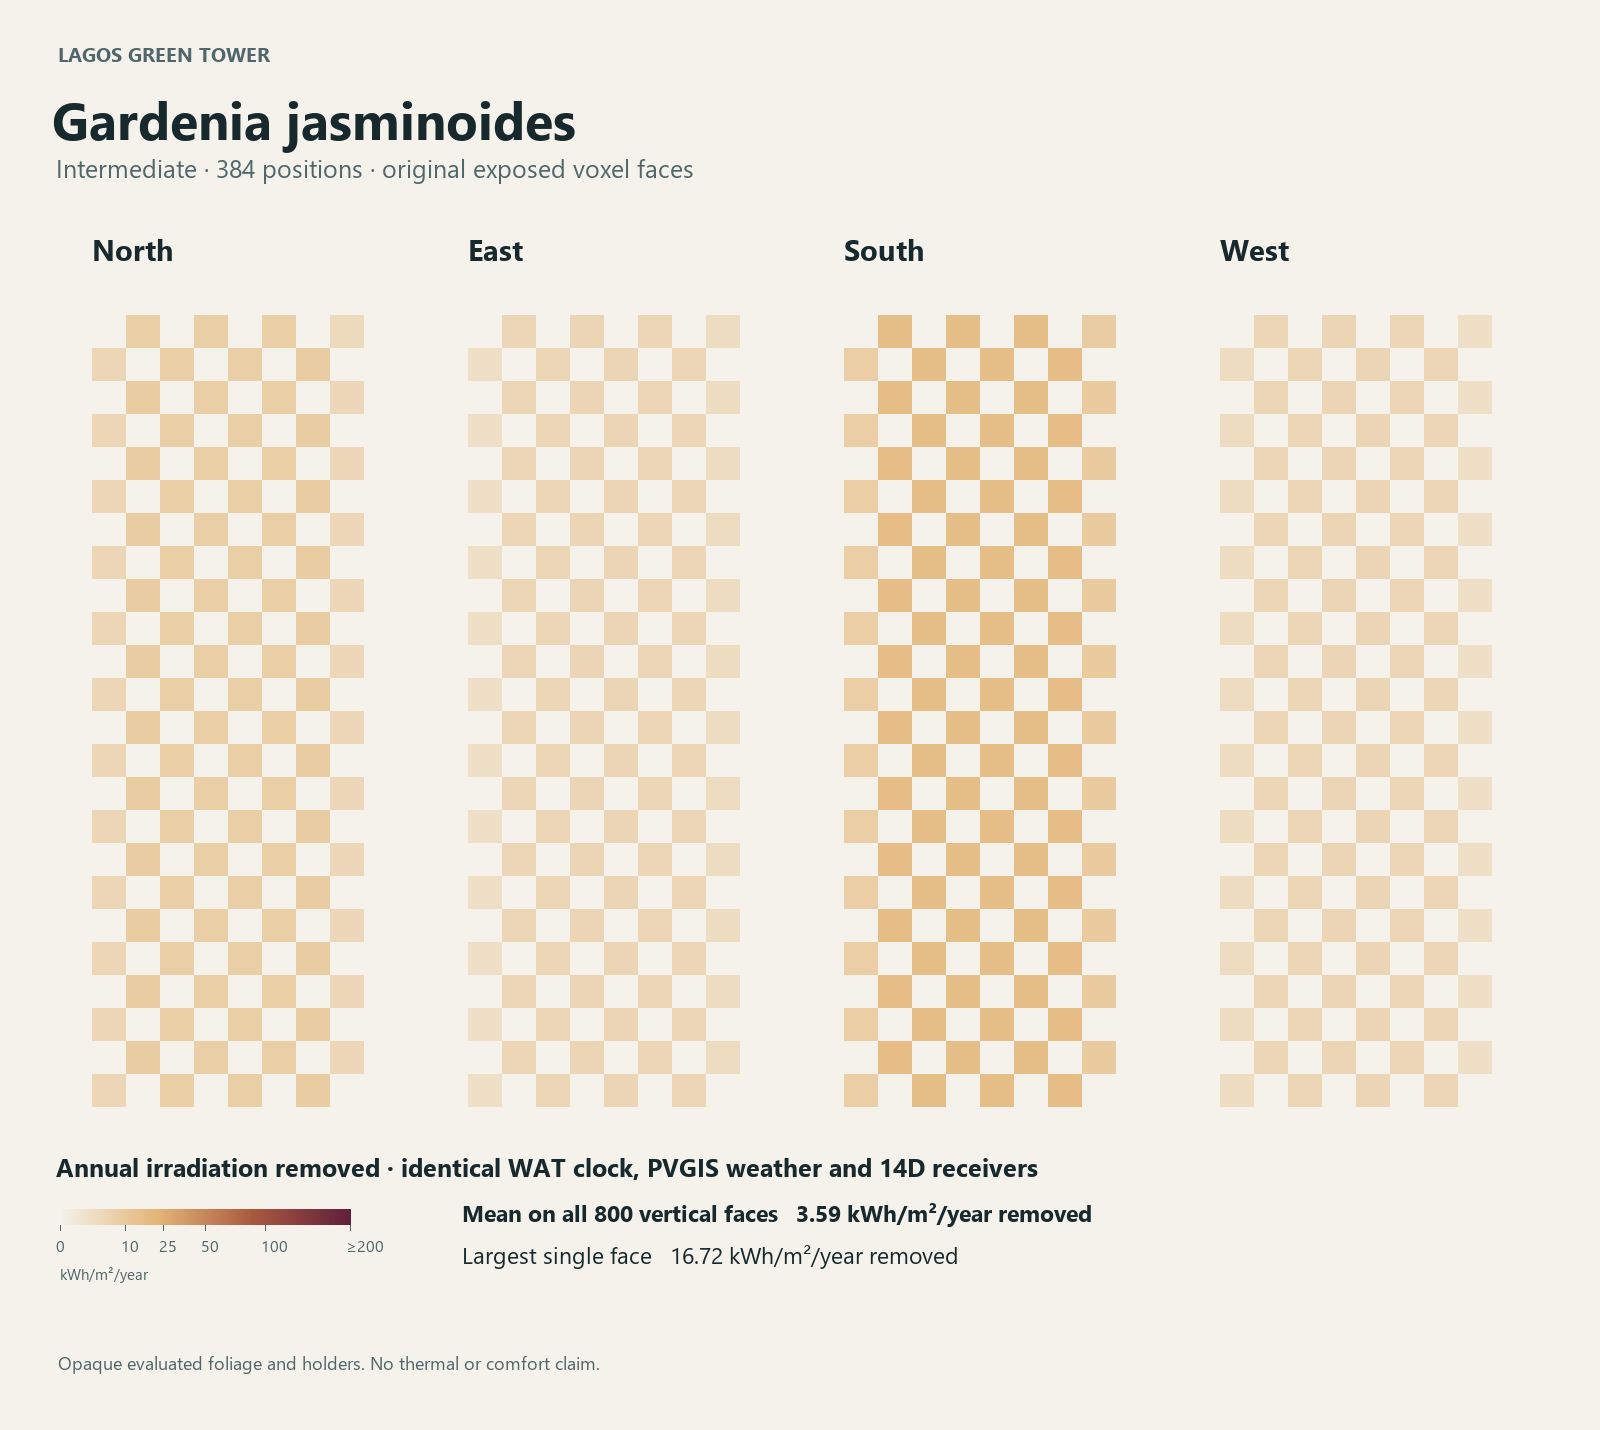 LAGOS GREEN TOWER
Gardenia jasminoides
Intermediate · 384 positions · original exposed voxel faces
North East South West
Annual irradiation removed · identical WAT clock, PVGIS weather and 14D receivers
0 10 25 50 100 ≥200
kWh/m²/year
Mean on all 800 vertical faces 3.59 kWh/m²/year removed
Largest single face 16.72 kWh/m²/year removed
Opaque evaluated foliage and holders. No thermal or comfort claim.